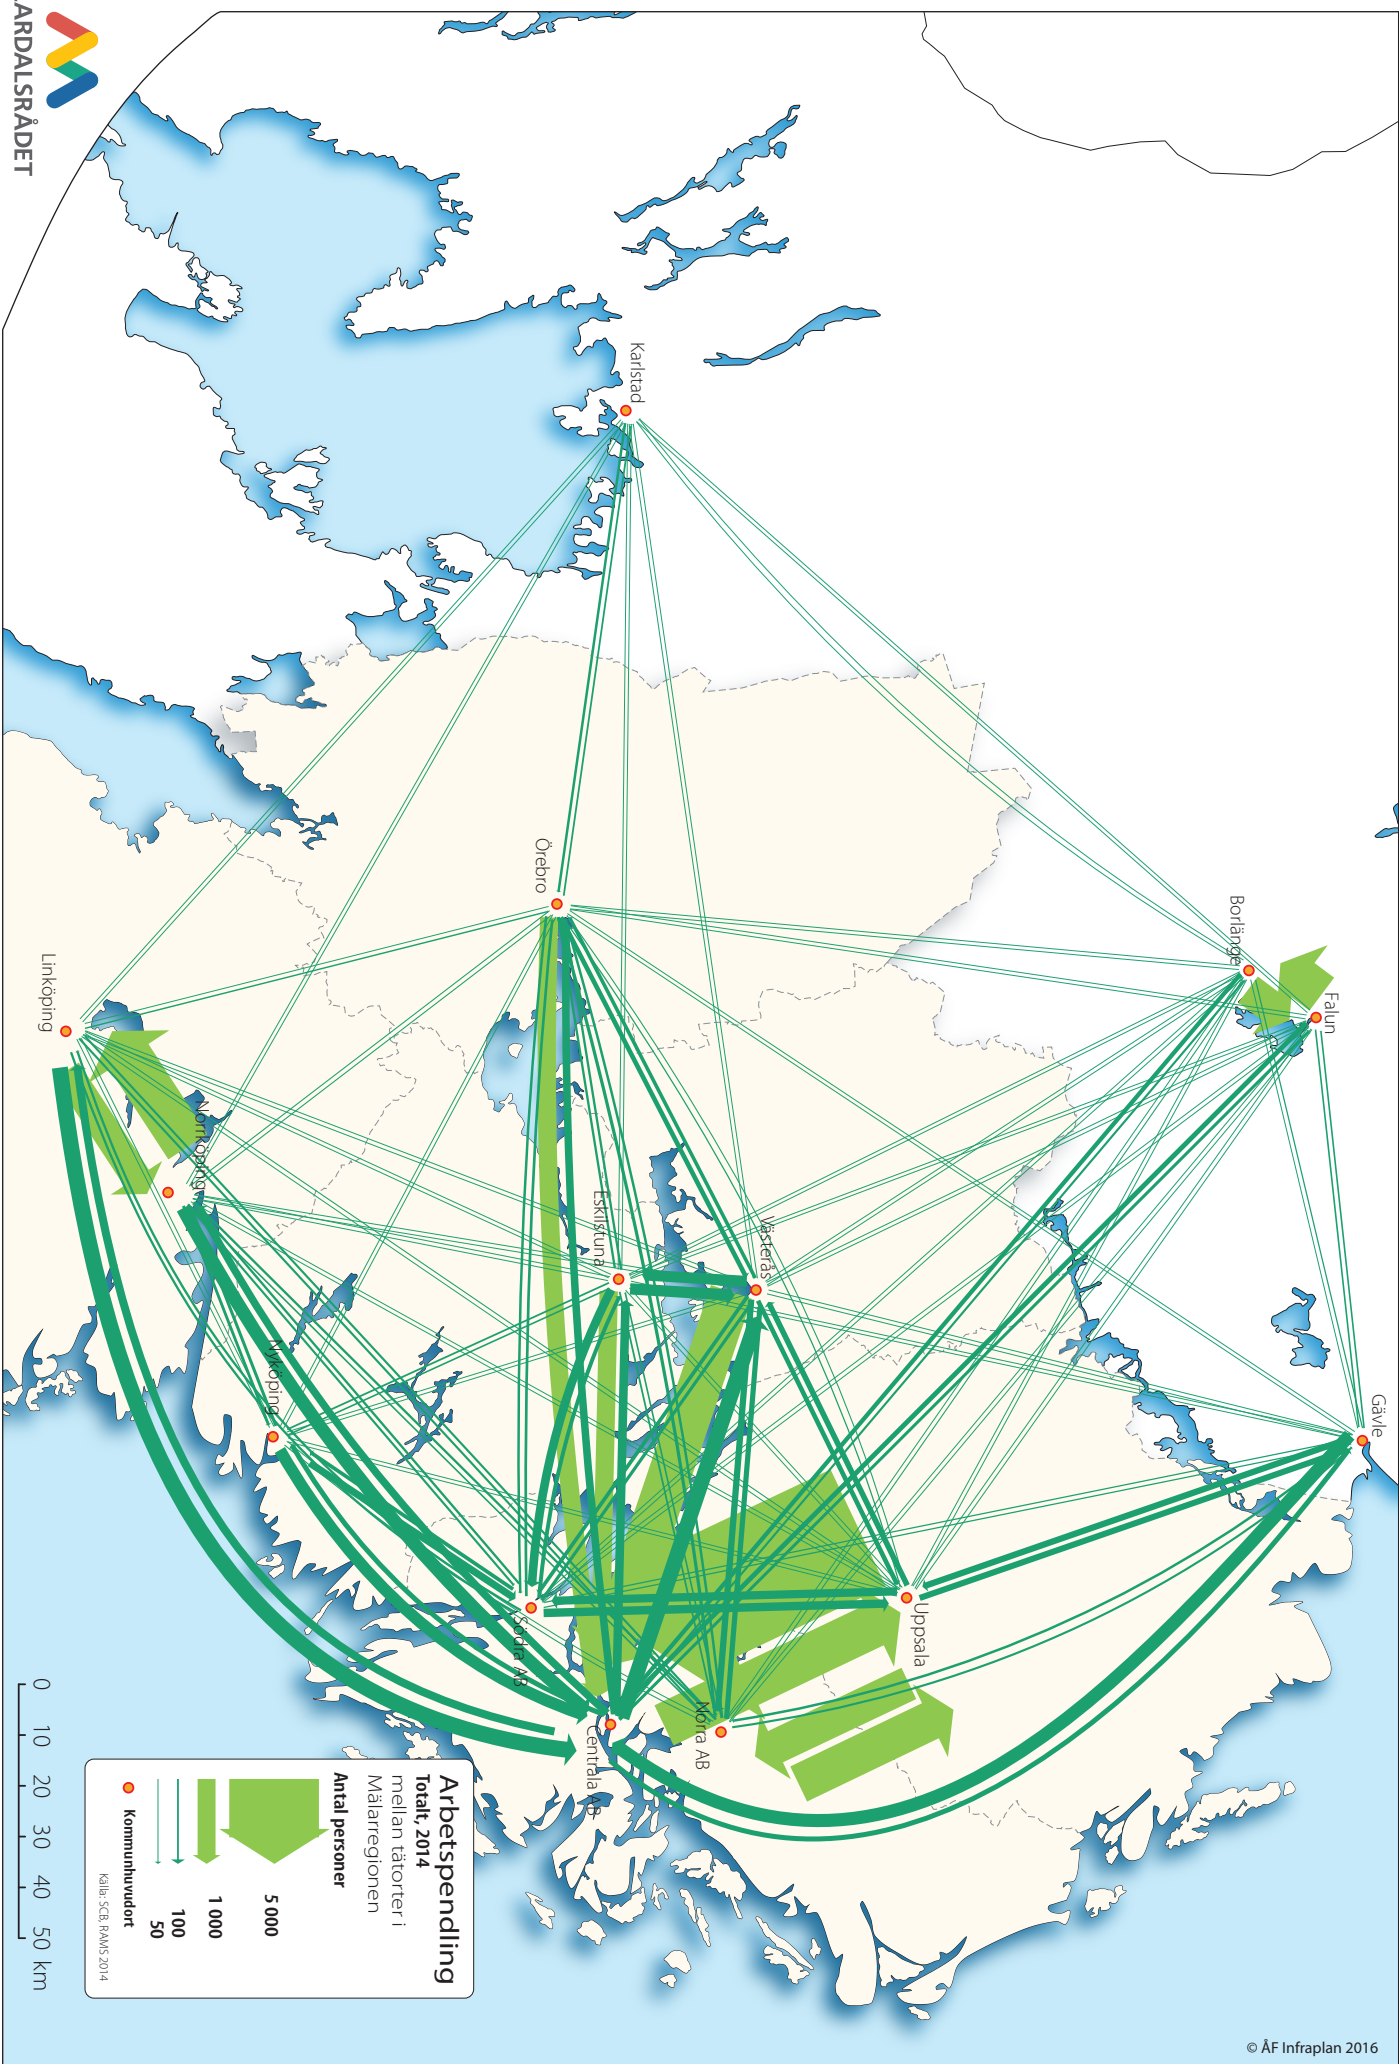 ARDALSRÅDET
Karlstad
Örebro
Borlänge
Falun
Linköping
Norrköping
Eskilstuna
Västerås
Nyköping
Gävle
Uppsala
Södra AB
Norra AB
Centrala AB
Arbetspendling
Totalt, 2014
mellan tätorter i
Mälarregionen
Antal personer
5 000
1 000
100
50
Kommunhuvudort
Källa: SCB, RAMS 2014
0 10 20 30 40 50 km
© ÅF Infraplan 2016